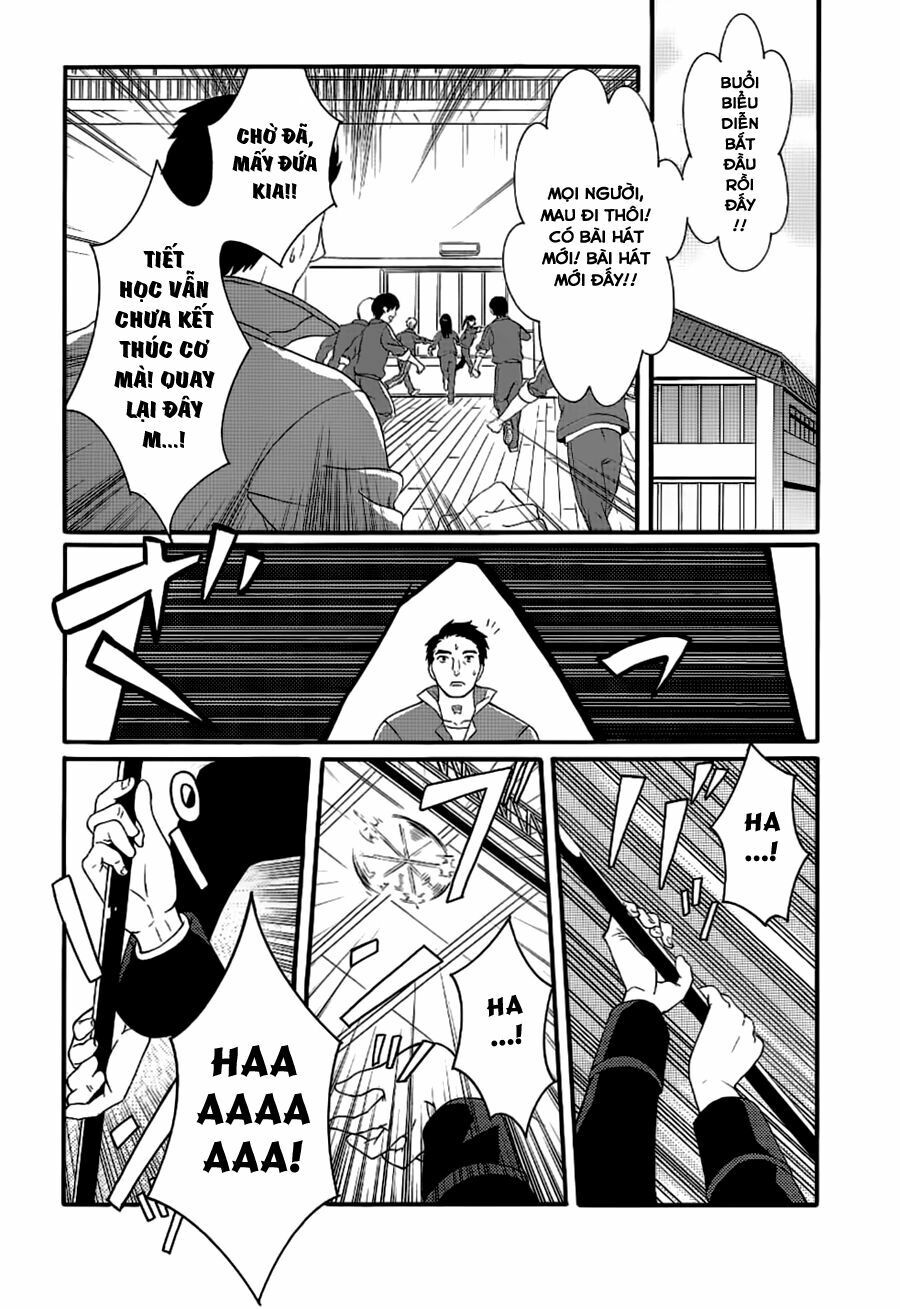 BUỔI
BIỂU
DIỄN
BẮT
ĐẦU
RỒI
ĐẤY
!!
MỌI NGƯỜI,
MAU ĐI THÔI!
CÓ BÀI HÁT
MỚI! BÀI HÁT
MỚI ĐẤY!!
CHỜ ĐÃ,
MẤY ĐỨA
KIA!!
TIẾT
HỌC VẪN
CHƯA KẾT
THÚC CƠ
MÀ! QUAY
LẠI ĐÂY
M...!
HA
...!
HA
...!
HAA
AAAA
AAA!